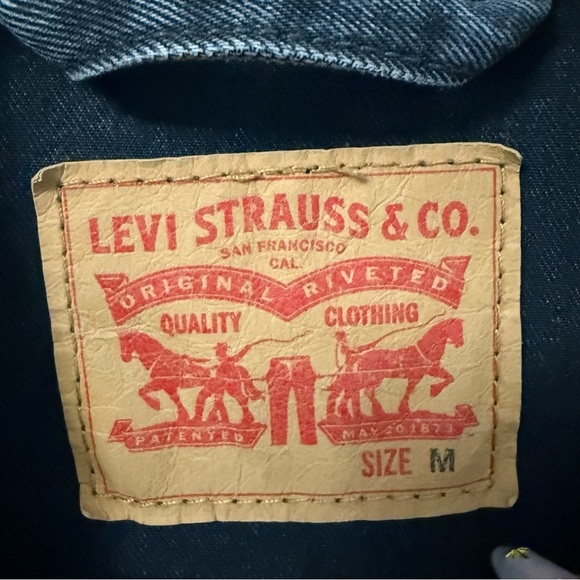 LEVI STRAUSS & CO.
SAN FRANCISCO
CAL.
ORIGINAL RIVETED
QUALITY CLOTHING
PATENTED MAY 20 1873
SIZE M